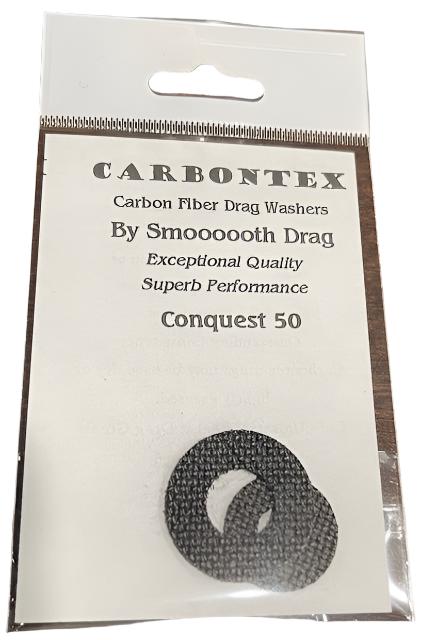 CARBONTEX
Carbon Fiber Drag Washers
By Smoooooth Drag
Exceptional Quality
Superb Performance
Conquest 50